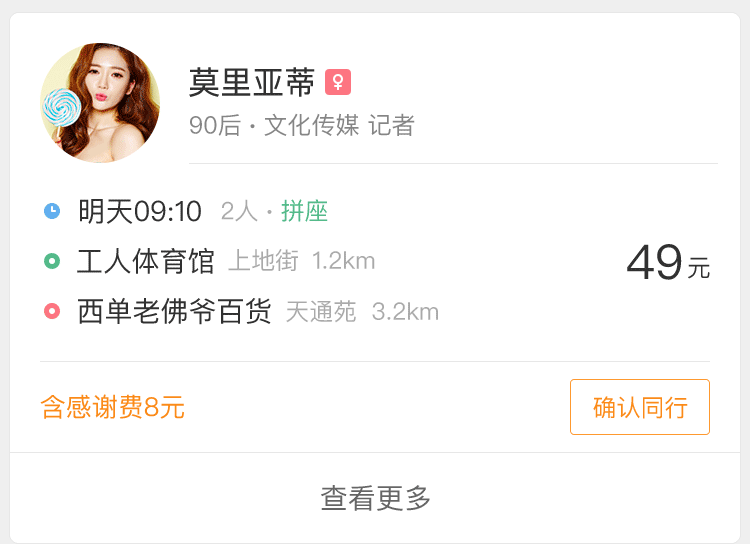 莫里亚蒂
90后·文化传媒 记者
明天09:10 2人·拼座
工人体育馆 上地街 1.2km
49元
西单老佛爷百货 天通苑 3.2km
含感谢费8元 确认同行
查看更多